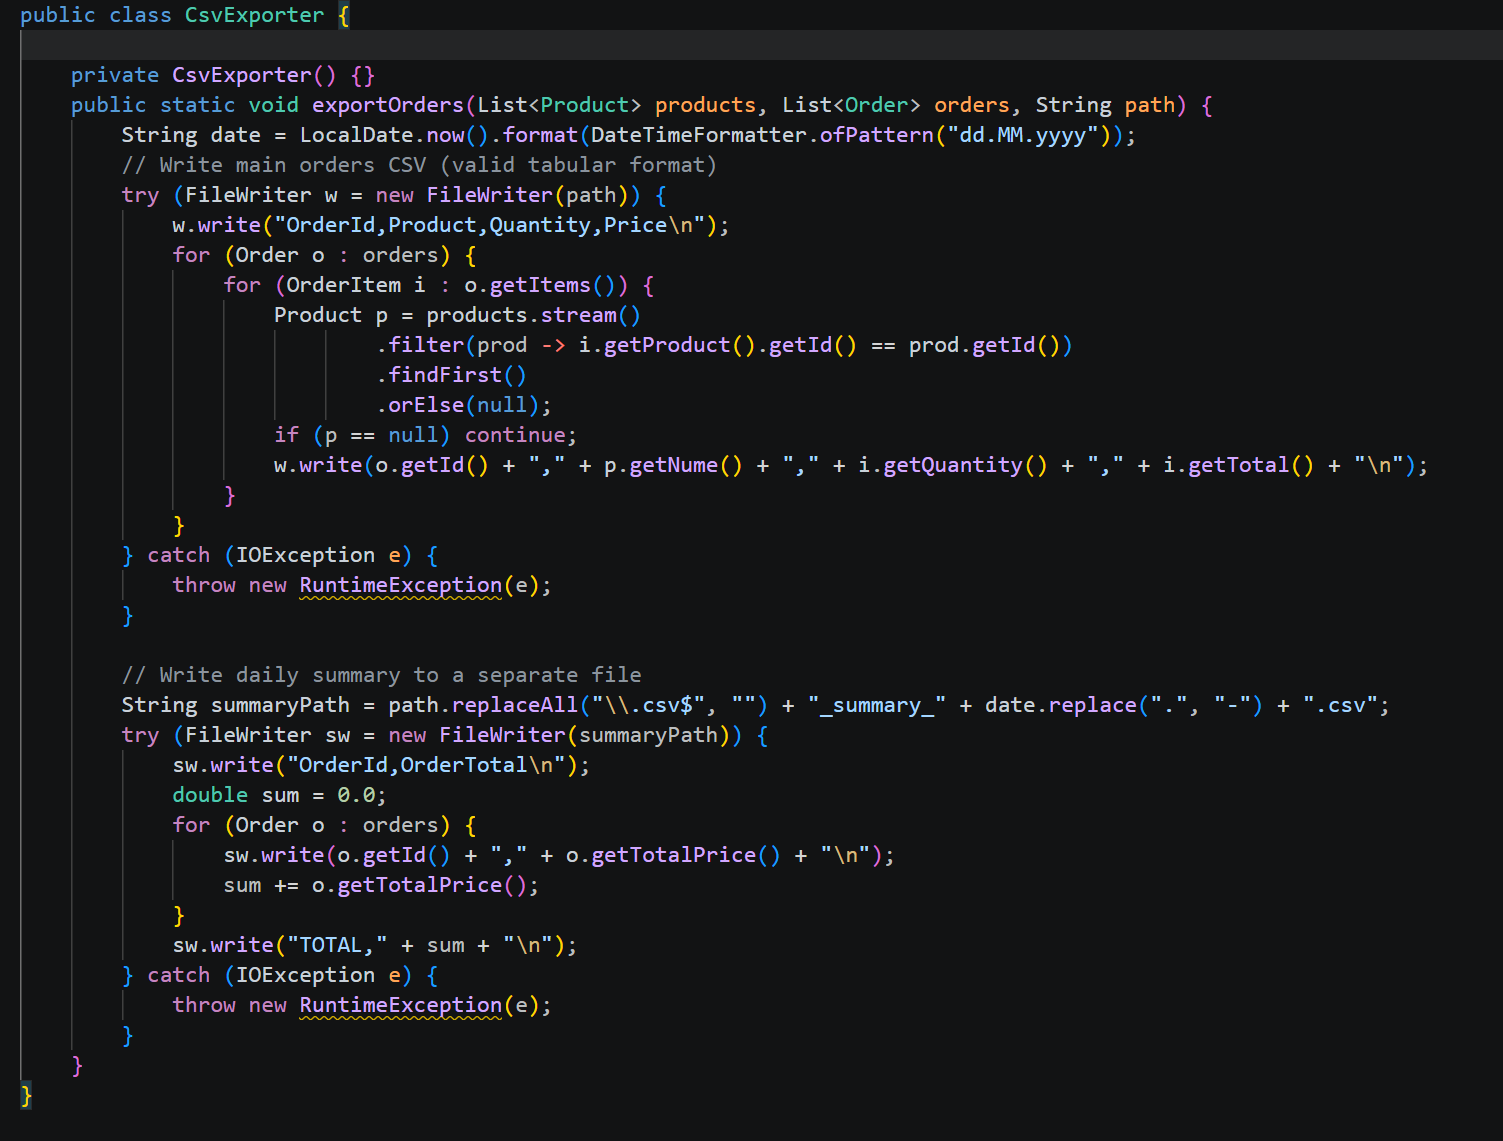 public class CsvExporter {

    private CsvExporter() {}
    public static void exportOrders(List<Product> products, List<Order> orders, String path) {
        String date = LocalDate.now().format(DateTimeFormatter.ofPattern("dd.MM.yyyy"));
        // Write main orders CSV (valid tabular format)
        try (FileWriter w = new FileWriter(path)) {
            w.write("OrderId,Product,Quantity,Price\n");
            for (Order o : orders) {
                for (OrderItem i : o.getItems()) {
                    Product p = products.stream()
                            .filter(prod -> i.getProduct().getId() == prod.getId())
                            .findFirst()
                            .orElse(null);
                    if (p == null) continue;
                    w.write(o.getId() + "," + p.getNume() + "," + i.getQuantity() + "," + i.getTotal() + "\n");
                }
            }
        } catch (IOException e) {
            throw new RuntimeException(e);
        }

        // Write daily summary to a separate file
        String summaryPath = path.replaceAll("\\.csv$", "") + "_summary_" + date.replace(".", "-") + ".csv";
        try (FileWriter sw = new FileWriter(summaryPath)) {
            sw.write("OrderId,OrderTotal\n");
            double sum = 0.0;
            for (Order o : orders) {
                sw.write(o.getId() + "," + o.getTotalPrice() + "\n");
                sum += o.getTotalPrice();
            }
            sw.write("TOTAL," + sum + "\n");
        } catch (IOException e) {
            throw new RuntimeException(e);
        }
    }
}